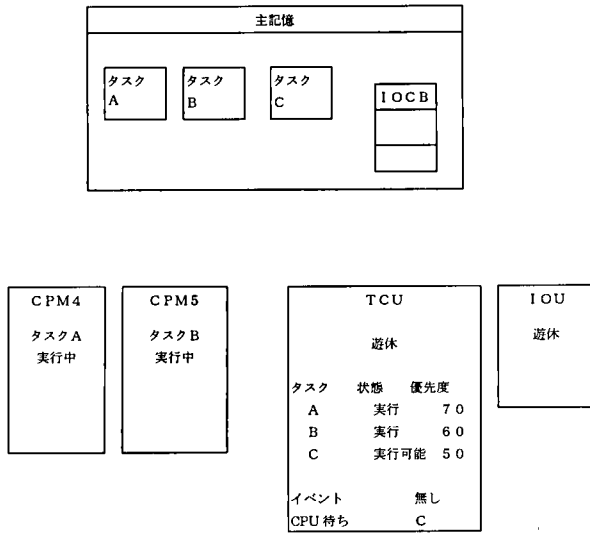 主記憶
タスク
A
タスク
B
タスク
C
IOCB
CPM4
タスクA
実行中
CPM5
タスクB
実行中
TCU
遊休
タスク 状態 優先度
A 実行 70
B 実行 60
C 実行可能 50
イベント 無し
CPU待ち C
IOU
遊休